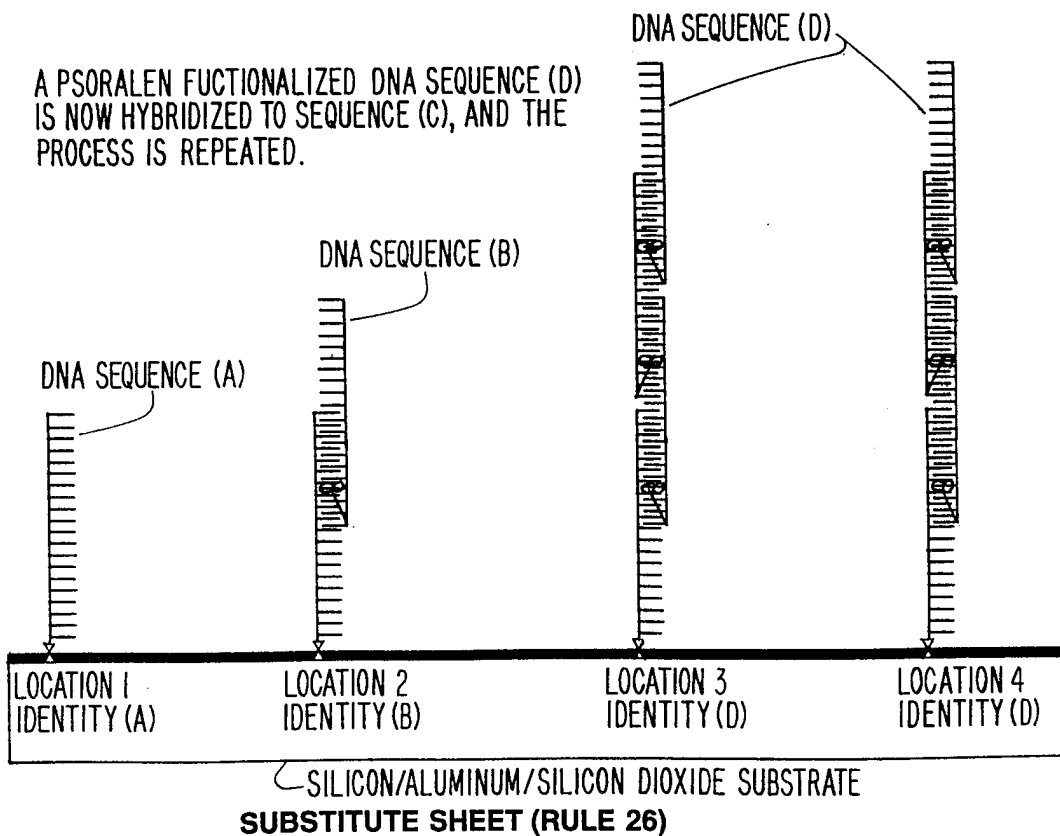 DNA SEQUENCE (D)
A PSORALEN FUCTIONALIZED DNA SEQUENCE (D)
IS NOW HYBRIDIZED TO SEQUENCE (C), AND THE
PROCESS IS REPEATED.
DNA SEQUENCE (B)
DNA SEQUENCE (A)
LOCATION 1
IDENTITY (A)
LOCATION 2
IDENTITY (B)
LOCATION 3
IDENTITY (D)
LOCATION 4
IDENTITY (D)
SILICON/ALUMINUM/SILICON DIOXIDE SUBSTRATE
SUBSTITUTE SHEET (RULE 26)